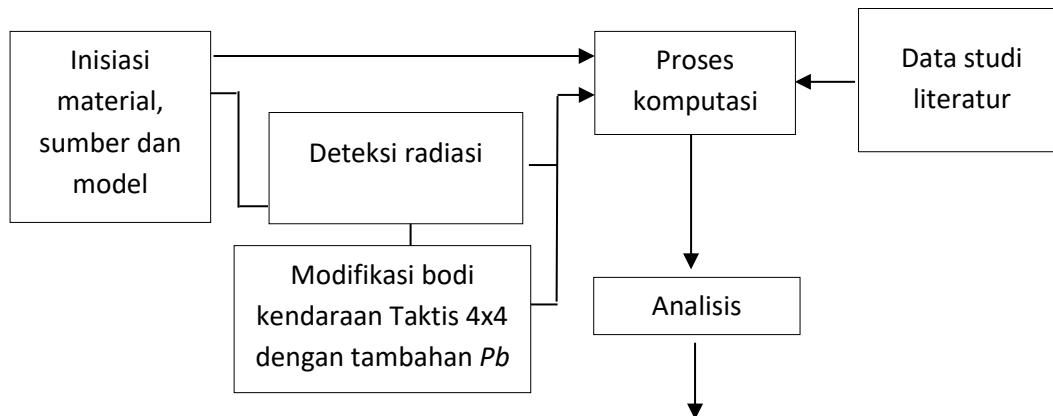 Inisiasi
material,
sumber dan
model
Proses
komputasi
Data studi
literatur
Deteksi radiasi
Modifikasi bodi
kendaraan Taktis 4x4
dengan tambahan Pb
Analisis